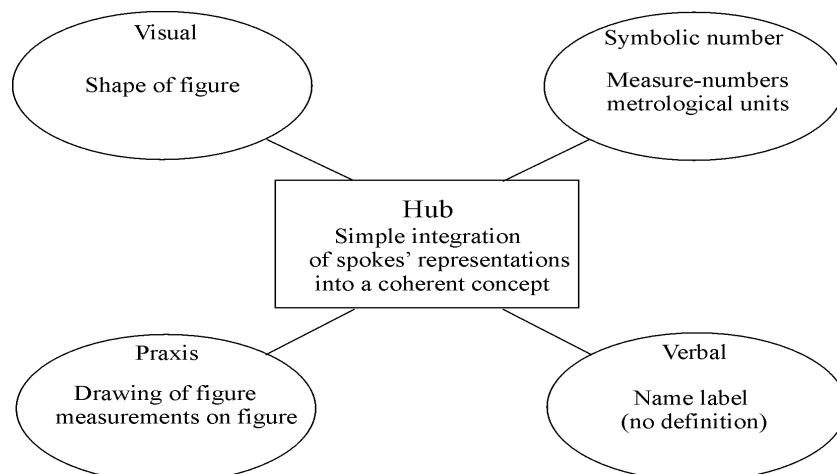 Visual
Shape of figure
Symbolic number
Measure-numbers
metrological units
Hub
Simple integration
of spokes' representations
into a coherent concept
Praxis
Drawing of figure
measurements on figure
Verbal
Name label
(no definition)